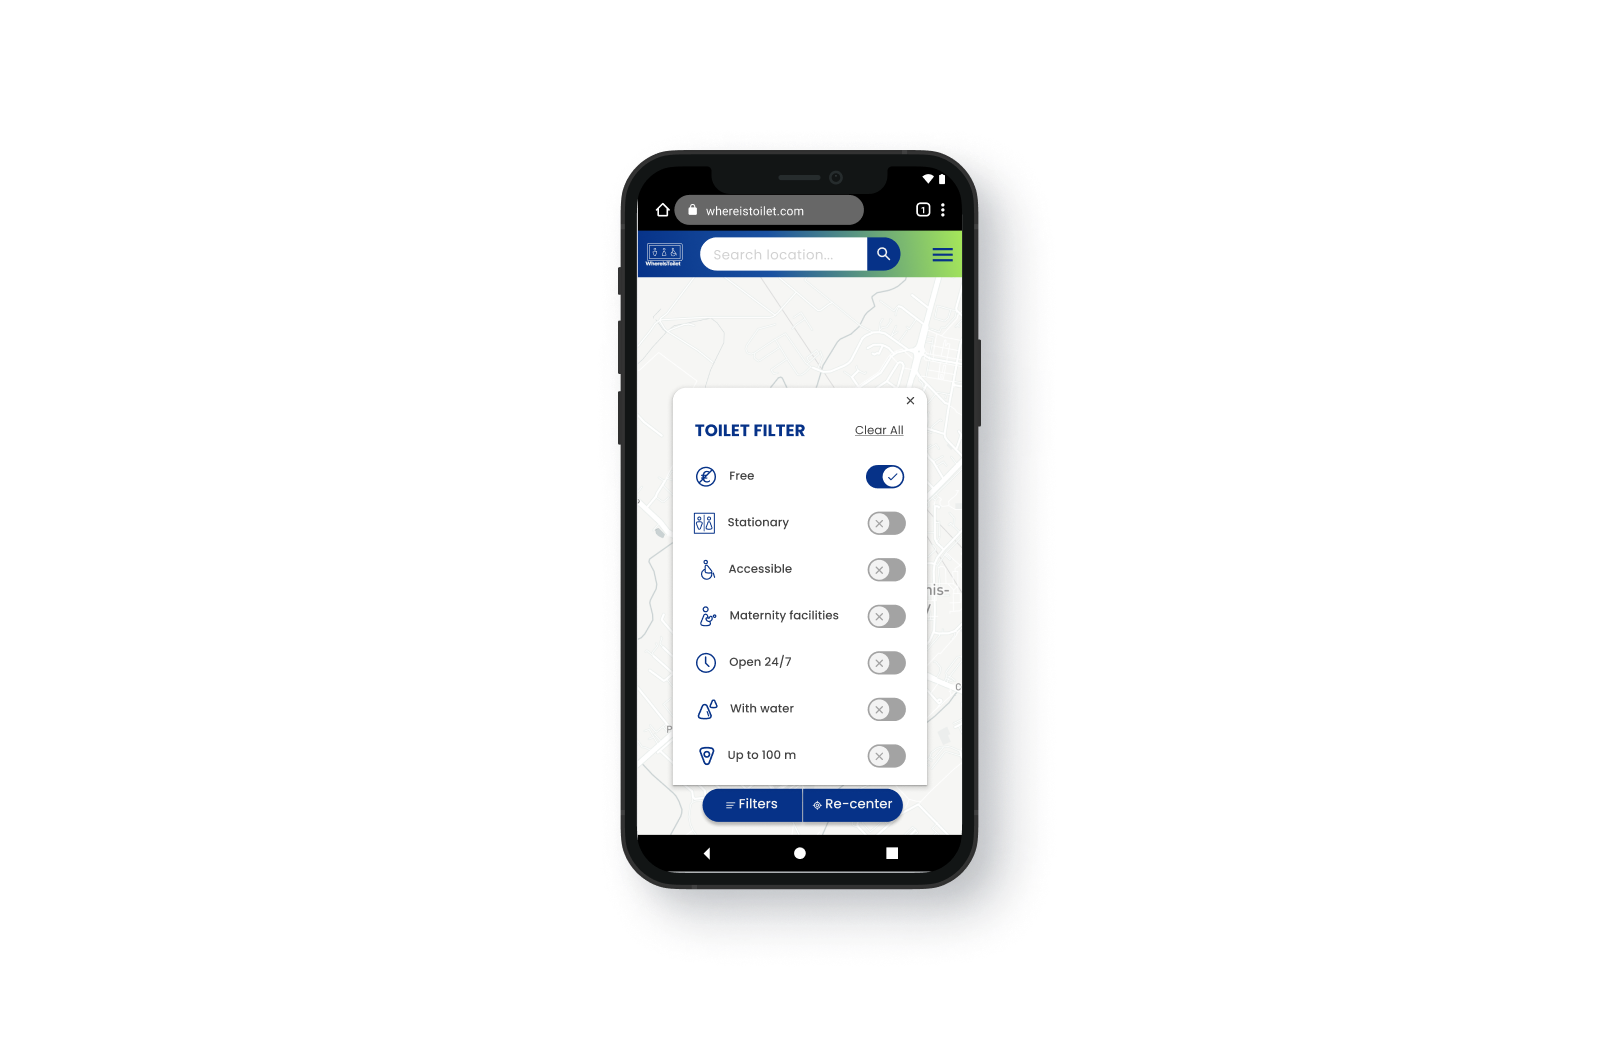 whereistoilet.com
1
WhereIsToilet
Search location...
TOILET FILTER
Clear All
Free
Stationary
Accessible
Maternity facilities
Open 24/7
With water
Up to 100 m
nis-
P
C
Filters
Re-center